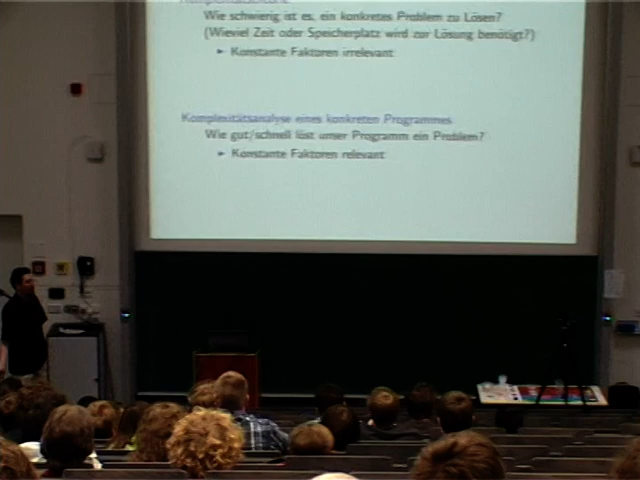 Komplexitätstheorie
Wie schwierig ist es, ein konkretes Problem zu Lösen?
(Wieviel Zeit oder Speicherplatz wird zur Lösung benötigt?)
► Konstante Faktoren irrelevant
Komplexitätsanalyse eines konkreten Programmes
Wie gut/schnell löst unser Programm ein Problem?
► Konstante Faktoren relevant